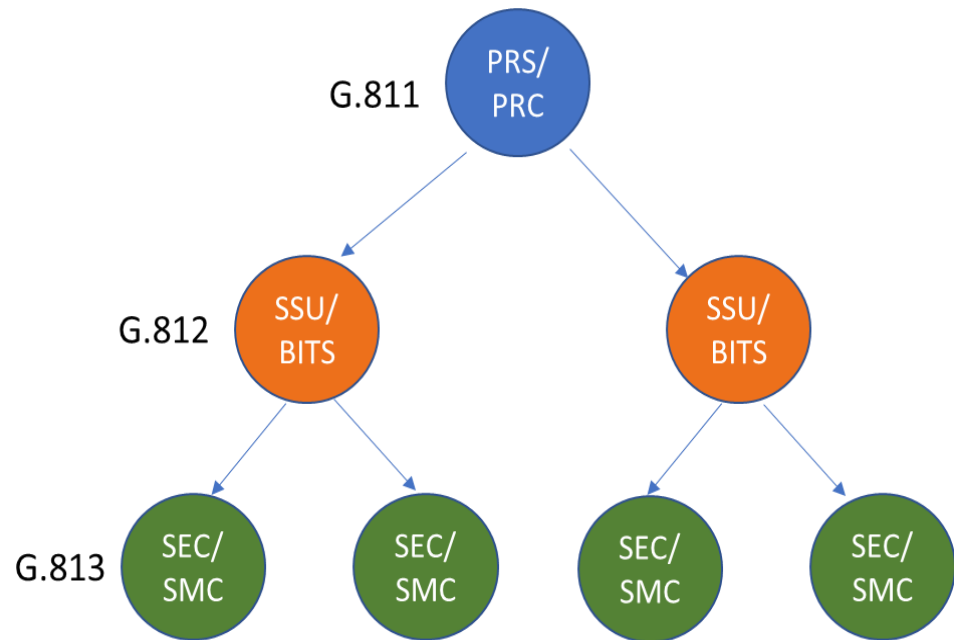 G.811
PRS/
PRC
G.812
SSU/
BITS
SSU/
BITS
G.813
SEC/
SMC
SEC/
SMC
SEC/
SMC
SEC/
SMC